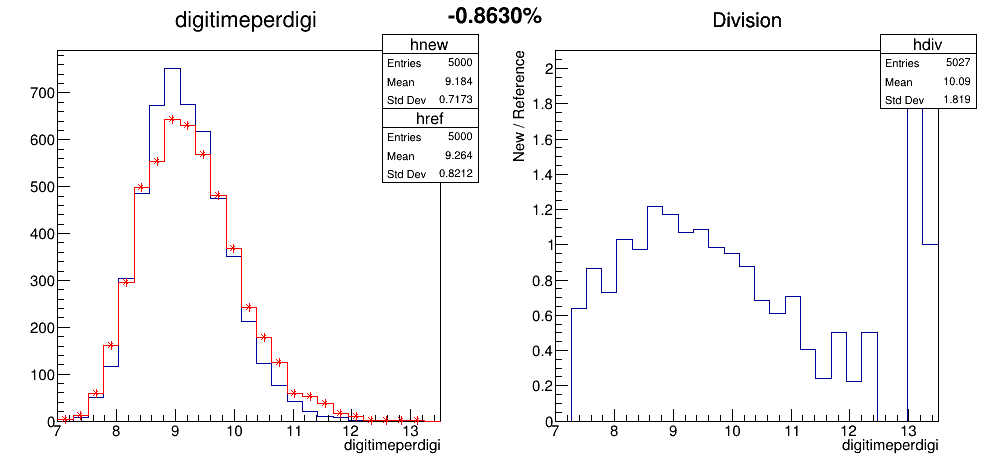 -0.8630%
digitimeperdigi
hnew
Entries 5000
Mean 9.184
Std Dev 0.7173
href
Entries 5000
Mean 9.264
Std Dev 0.8212
700
600
500
400
300
200
100
0
7 8 9 10 11 12 13
digitimeperdigi
Division
hdiv
Entries 5027
Mean 10.09
Std Dev 1.819
New / Reference
2
1.8
1.6
1.4
1.2
1
0.8
0.6
0.4
0.2
0
7 8 9 10 11 12 13
digitimeperdigi